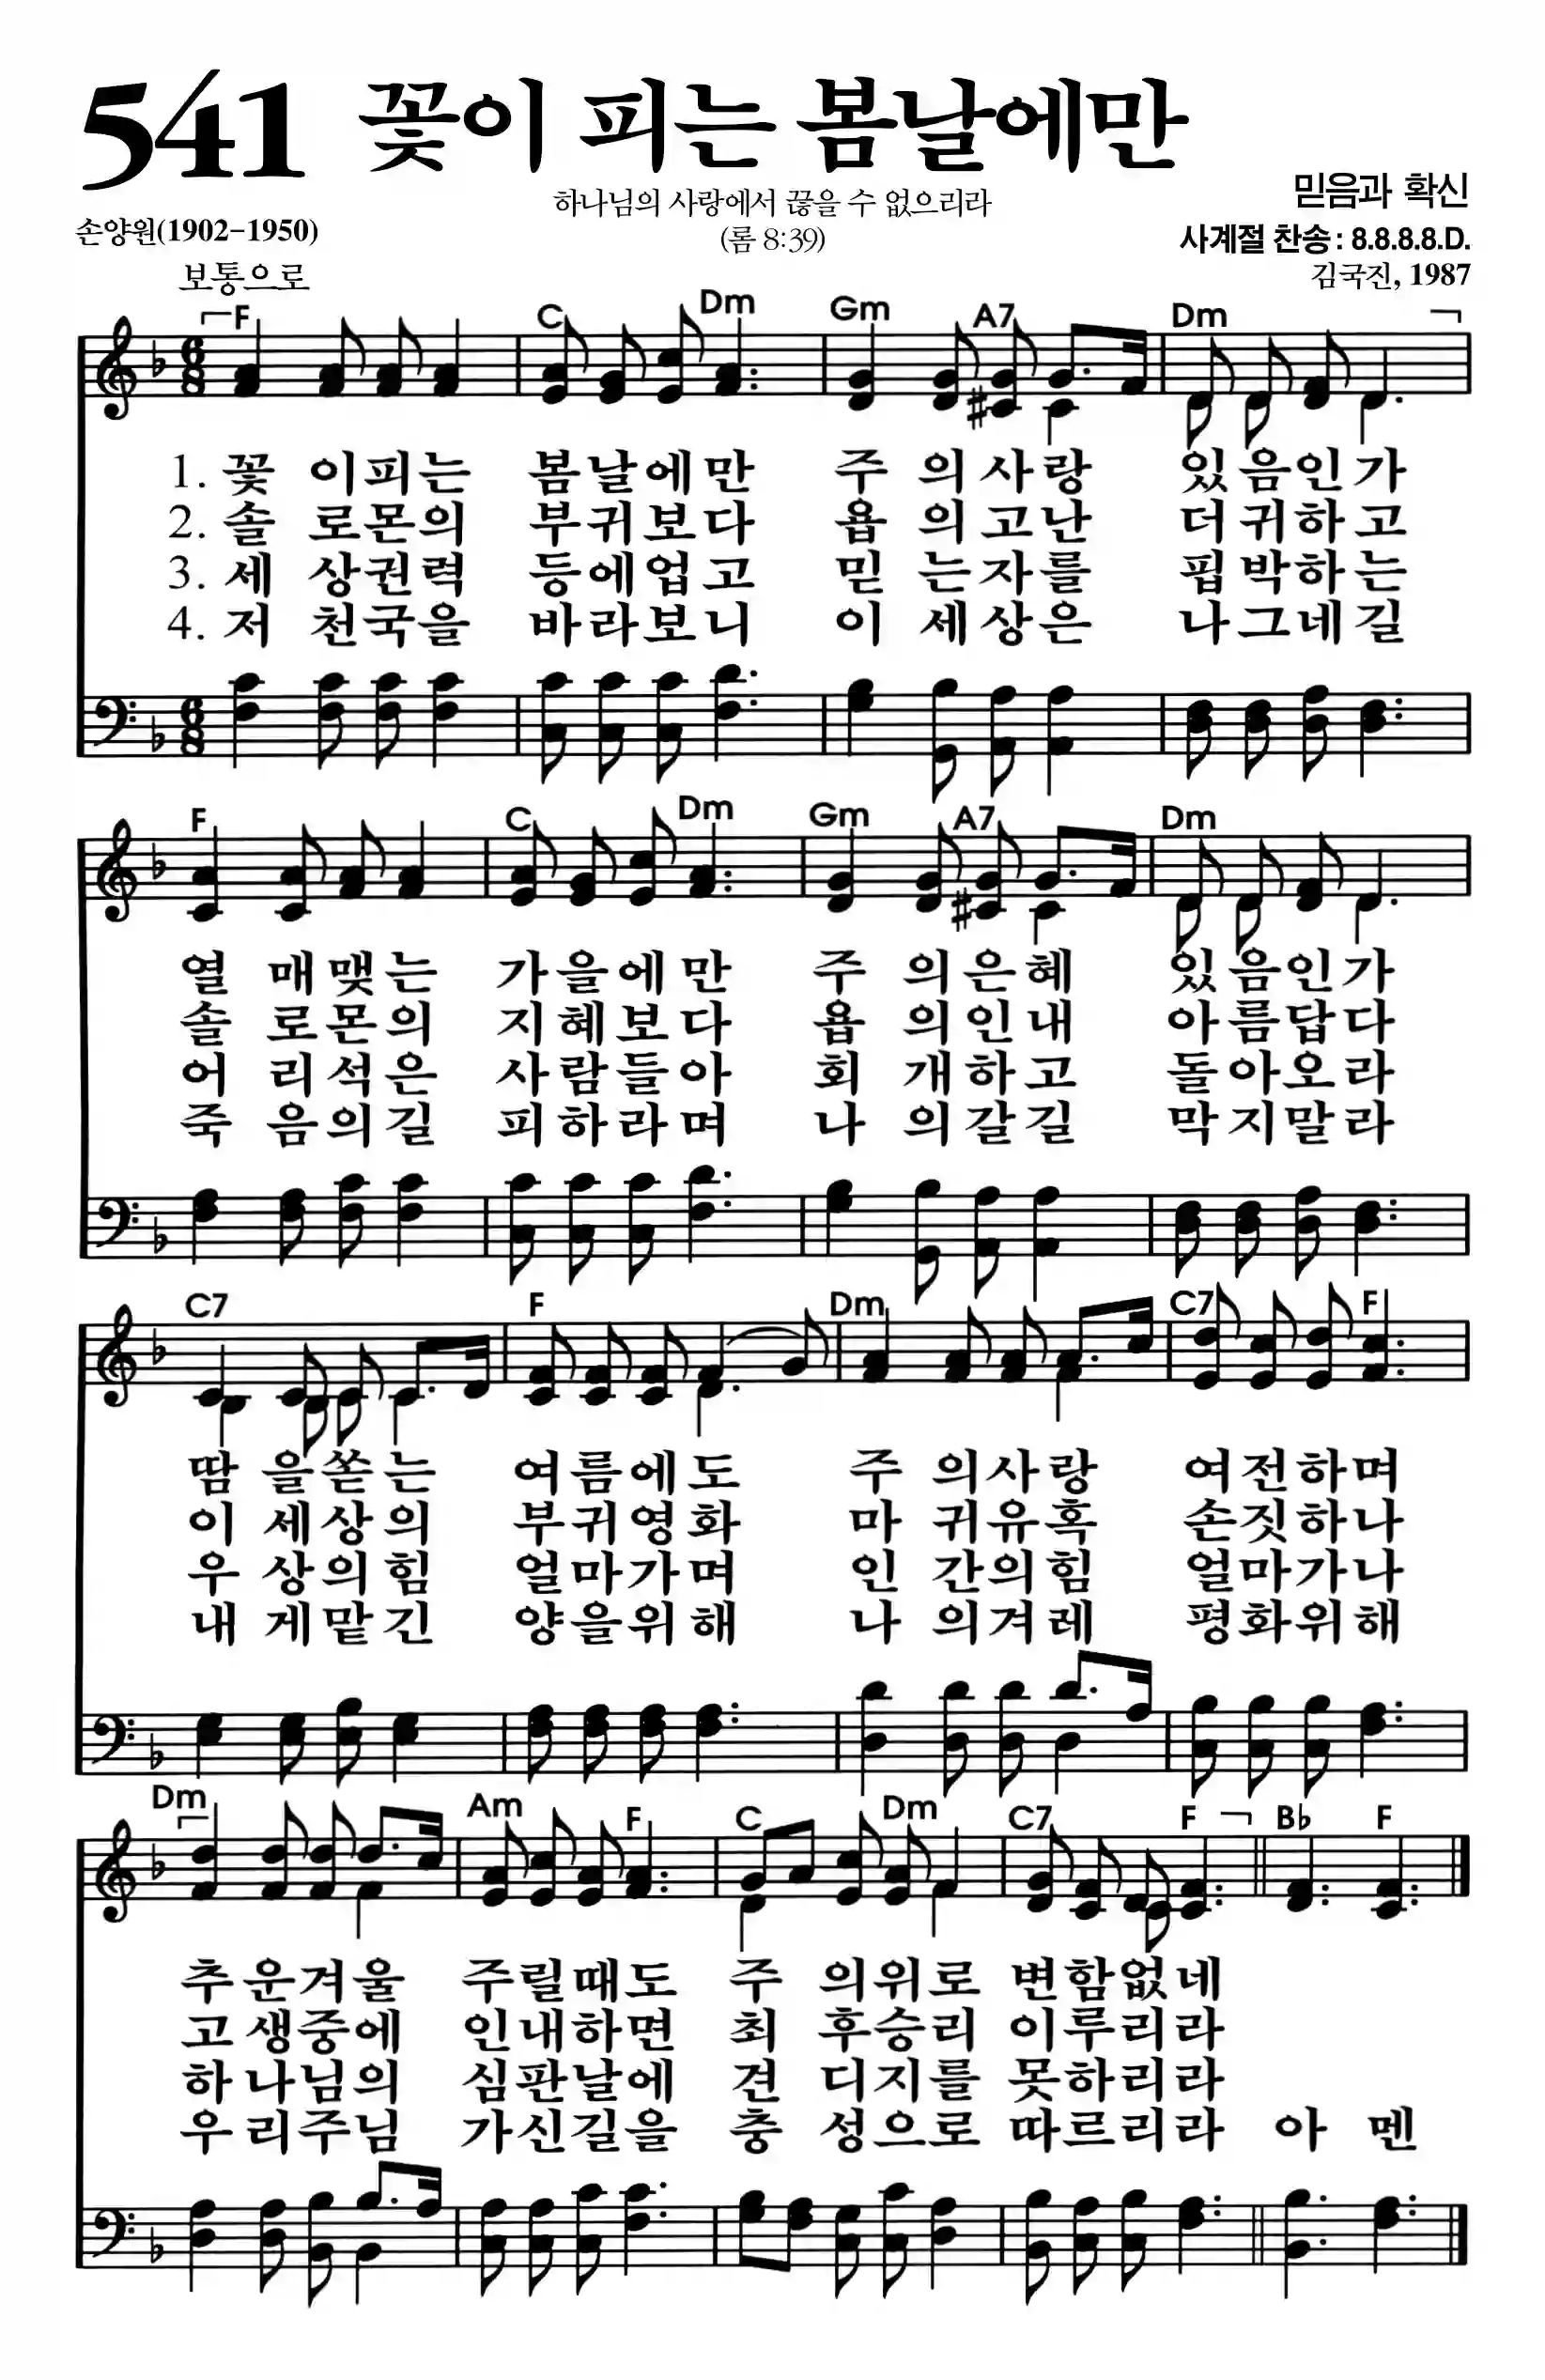 541 꽃이 피는 봄날에만
하나님의 사랑에서 끊을 수 없으리라
(롬 8:39)
믿음과 확신
손양원(1902-1950)
사계절 찬송: 8.8.8.8.D.
보통으로
김국진, 1987
F C Dm Gm A7 Dm
6 8
1. 꽃 이피는 봄날에만 주 의사랑 있음인가
2. 솔 로몬의 부귀보다 욥 의고난 더귀하고
3. 세 상권력 등에업고 믿 는자를 핍박하는
4. 저 천국을 바라보니 이 세상은 나그네길
6 8
F C Dm Gm A7 Dm
열 매맺는 가을에만 주 의은혜 있음인가
솔 로몬의 지혜보다 욥 의인내 아름답다
어 리석은 사람들아 회 개하고 돌아오라
죽 음의길 피하라며 나 의갈길 막지말라
C7 F Dm C7 F
땀 을쏟는 여름에도 주 의사랑 여전하며
이 세상의 부귀영화 마 귀유혹 손짓하나
우 상의힘 얼마가며 인 간의힘 얼마가나
내 게맡긴 양을위해 나 의겨레 평화위해
Dm Am F C Dm C7 F B♭ F
추운겨울 주릴때도 주 의위로 변함없네
고생중에 인내하면 최 후승리 이루리라
하나님의 심판날에 견 디지를 못하리라
우리주님 가신길을 충 성으로 따르리라 아 멘